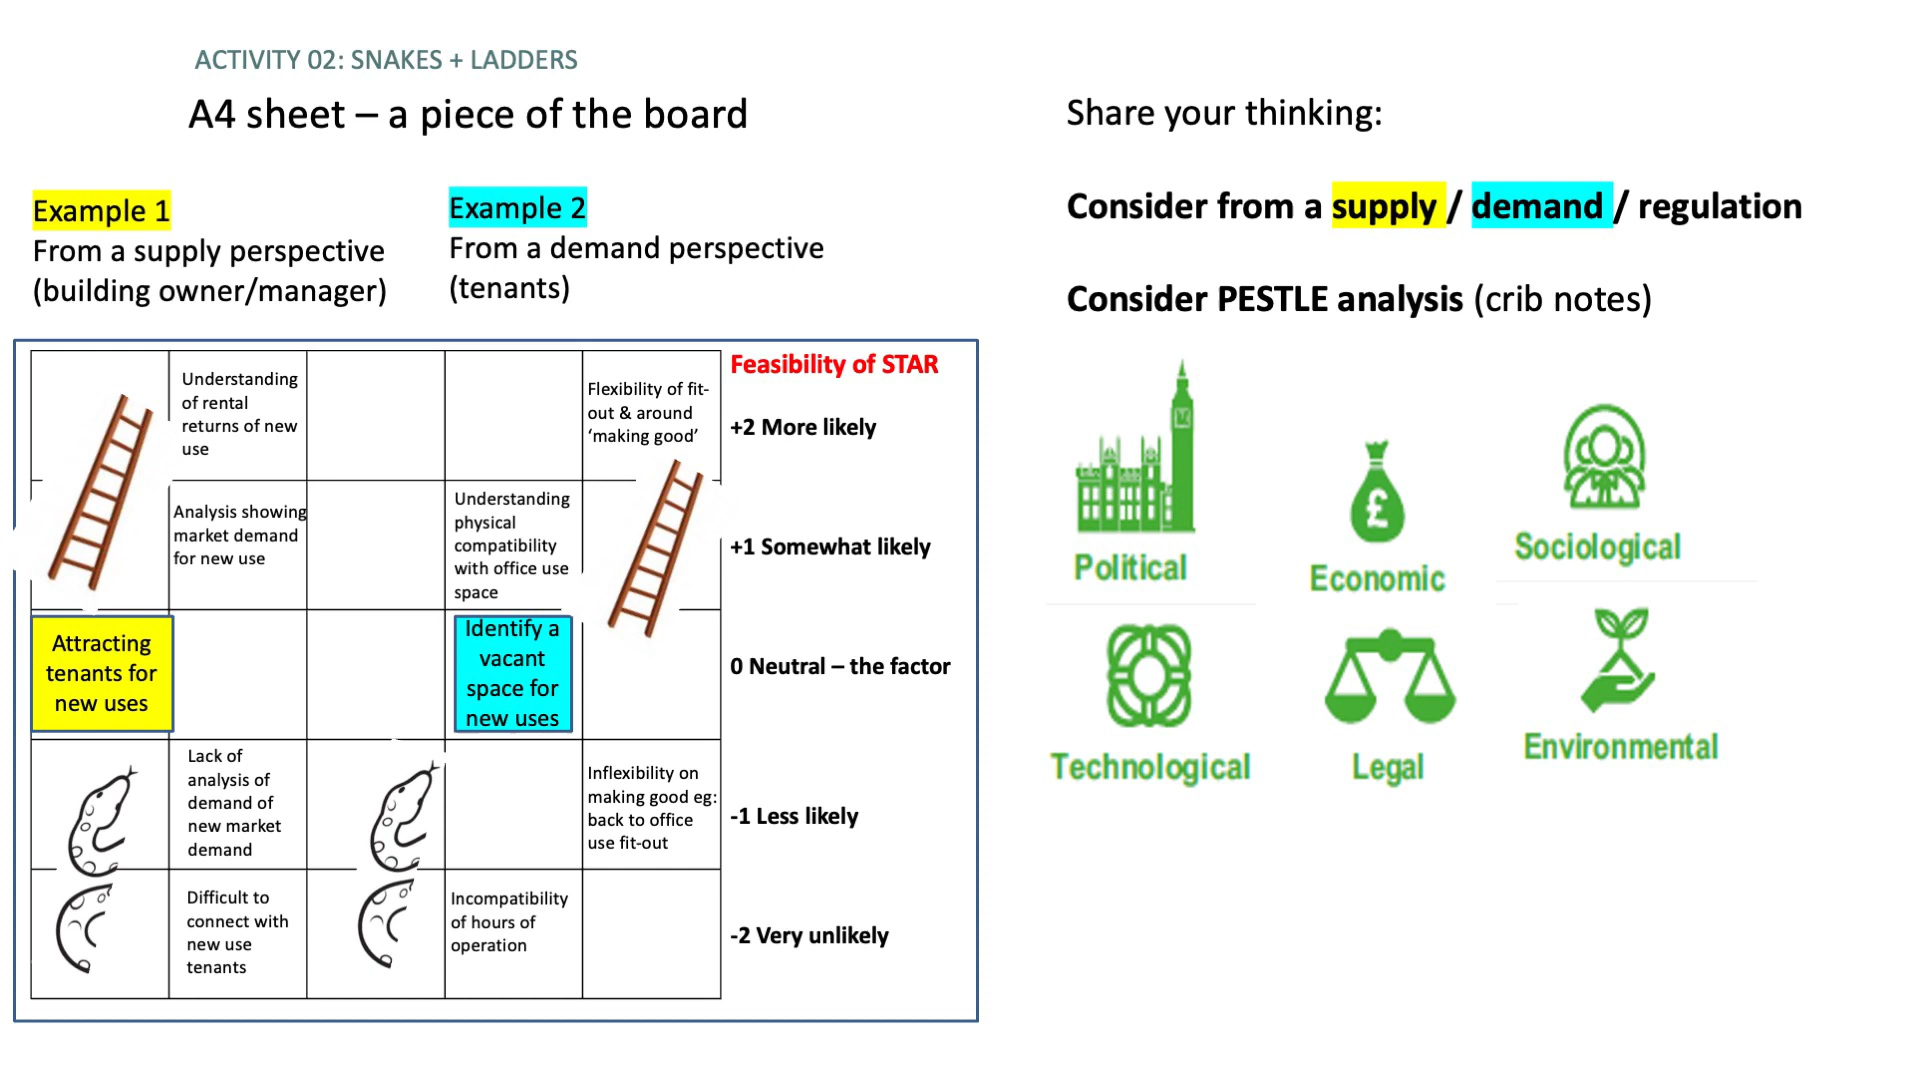 ACTIVITY 02: SNAKES + LADDERS
A4 sheet – a piece of the board
Example 1
From a supply perspective
(building owner/manager)
Example 2
From a demand perspective
(tenants)
Understanding
of rental
returns of new
use
Flexibility of fit-
out & around
‘making good’
Feasibility of STAR
+2 More likely
Analysis showing
market demand
for new use
Understanding
physical
compatibility
with office use
space
+1 Somewhat likely
Attracting
tenants for
new uses
Identify a
vacant
space for
new uses
0 Neutral – the factor
Lack of
analysis of
demand of
new market
demand
Inflexibility on
making good eg:
back to office
use fit-out
-1 Less likely
Difficult to
connect with
new use
tenants
Incompatibility
of hours of
operation
-2 Very unlikely
Share your thinking:
Consider from a supply / demand / regulation
Consider PESTLE analysis (crib notes)
Political
£
Economic
Sociological
Technological
Legal
Environmental